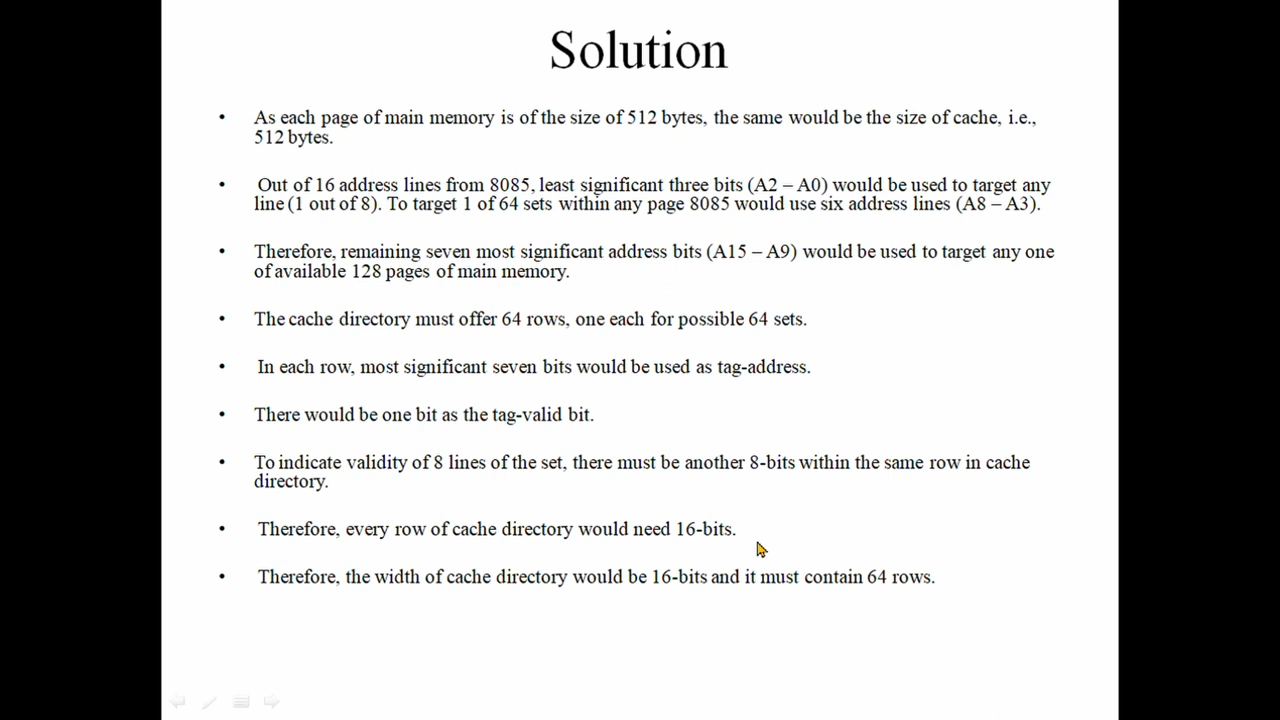 Solution
• As each page of main memory is of the size of 512 bytes, the same would be the size of cache, i.e.,
512 bytes.
• Out of 16 address lines from 8085, least significant three bits (A2 – A0) would be used to target any
line (1 out of 8). To target 1 of 64 sets within any page 8085 would use six address lines (A8 – A3).
• Therefore, remaining seven most significant address bits (A15 – A9) would be used to target any one
of available 128 pages of main memory.
• The cache directory must offer 64 rows, one each for possible 64 sets.
• In each row, most significant seven bits would be used as tag-address.
• There would be one bit as the tag-valid bit.
• To indicate validity of 8 lines of the set, there must be another 8-bits within the same row in cache
directory.
• Therefore, every row of cache directory would need 16-bits.
• Therefore, the width of cache directory would be 16-bits and it must contain 64 rows.